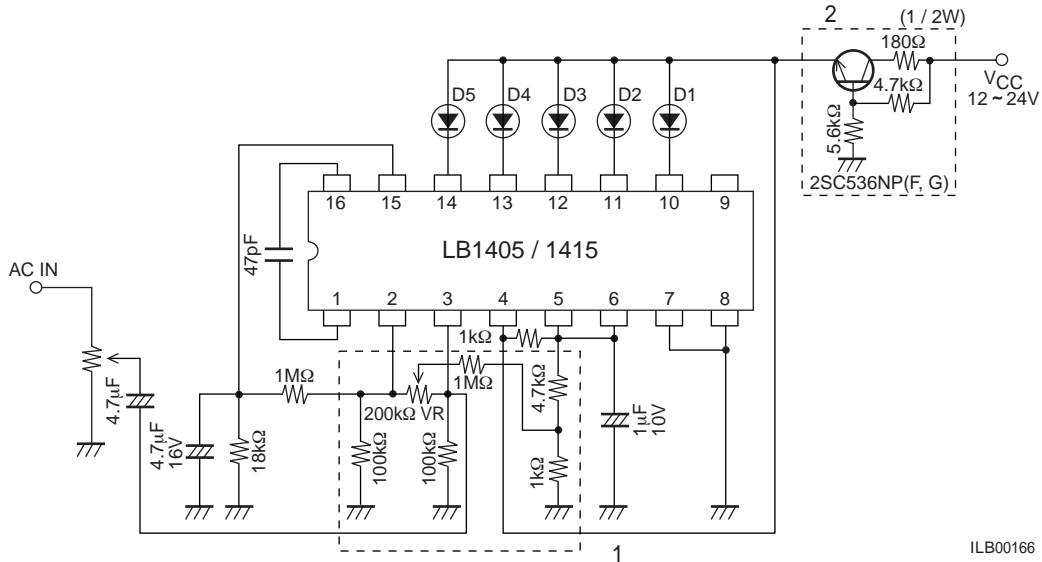 2
(1 / 2W)
180Ω
VCC
12 ~ 24V
4.7kΩ
5.6kΩ
2SC536NP(F, G)
D5 D4 D3 D2 D1
16 15 14 13 12 11 10 9
47pF
LB1405 / 1415
AC IN
1 2 3 4 5 6 7 8
1kΩ
1MΩ
1MΩ
4.7kΩ
200kΩ VR
4.7μF
4.7μF
16V
18kΩ
100kΩ
100kΩ
1kΩ
1μF
10V
1
ILB00166